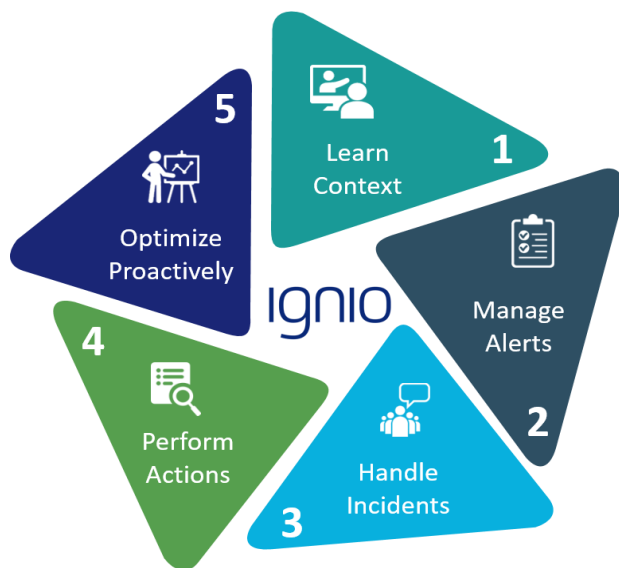 1
Learn
Context
2
Manage
Alerts
3
Handle
Incidents
4
Perform
Actions
5
Optimize
Proactively
ignio